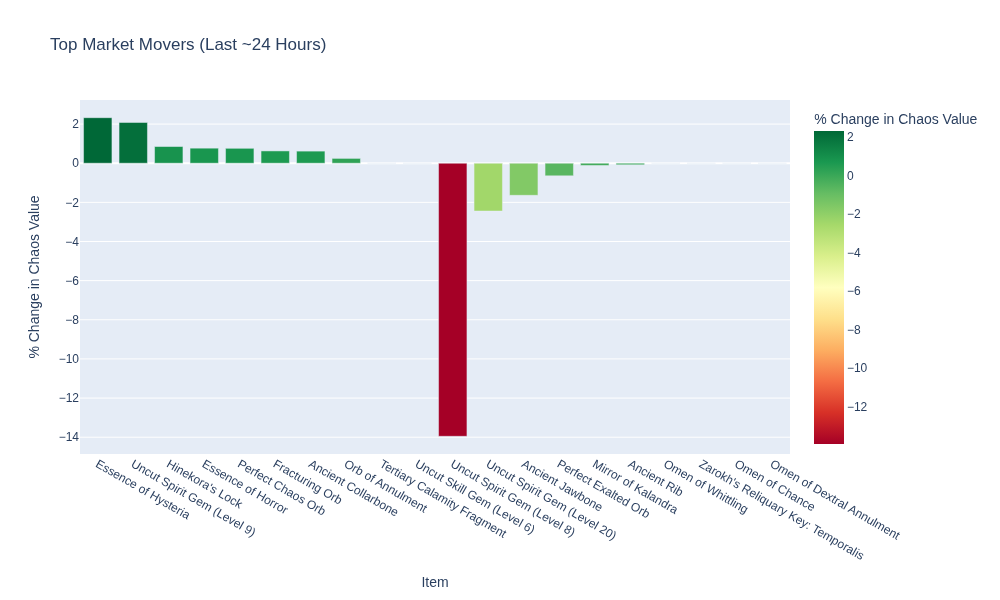 Top Market Movers (Last ~24 Hours)
% Change in Chaos Value
2
0
−2
−4
−6
−8
−10
−12
−14
% Change in Chaos Value
2
0
−2
−4
−6
−8
−10
−12
Essence of Hysteria
Uncut Spirit Gem (Level 9)
Hinekora's Lock
Essence of Horror
Perfect Chaos Orb
Fracturing Orb
Ancient Collarbone
Orb of Annulment
Tertiary Calamity Fragment
Uncut Skill Gem (Level 6)
Uncut Spirit Gem (Level 8)
Uncut Spirit Gem (Level 20)
Ancient Jawbone
Perfect Exalted Orb
Mirror of Kalandra
Ancient Rib
Omen of Whittling
Zarokh's Reliquary Key: Temporalis
Omen of Chance
Omen of Dextral Annulment
Item